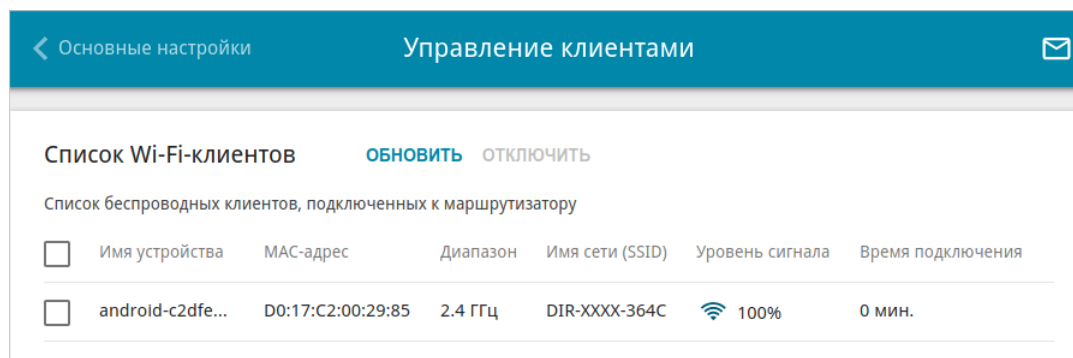 Основные настройки Управление клиентами
Список Wi-Fi-клиентов ОБНОВИТЬ ОТКЛЮЧИТЬ
Список беспроводных клиентов, подключенных к маршрутизатору
Имя устройства MAC-адрес Диапазон Имя сети (SSID) Уровень сигнала Время подключения
android-c2dfe... D0:17:C2:00:29:85 2.4 ГГц DIR-XXXX-364C 100% 0 мин.